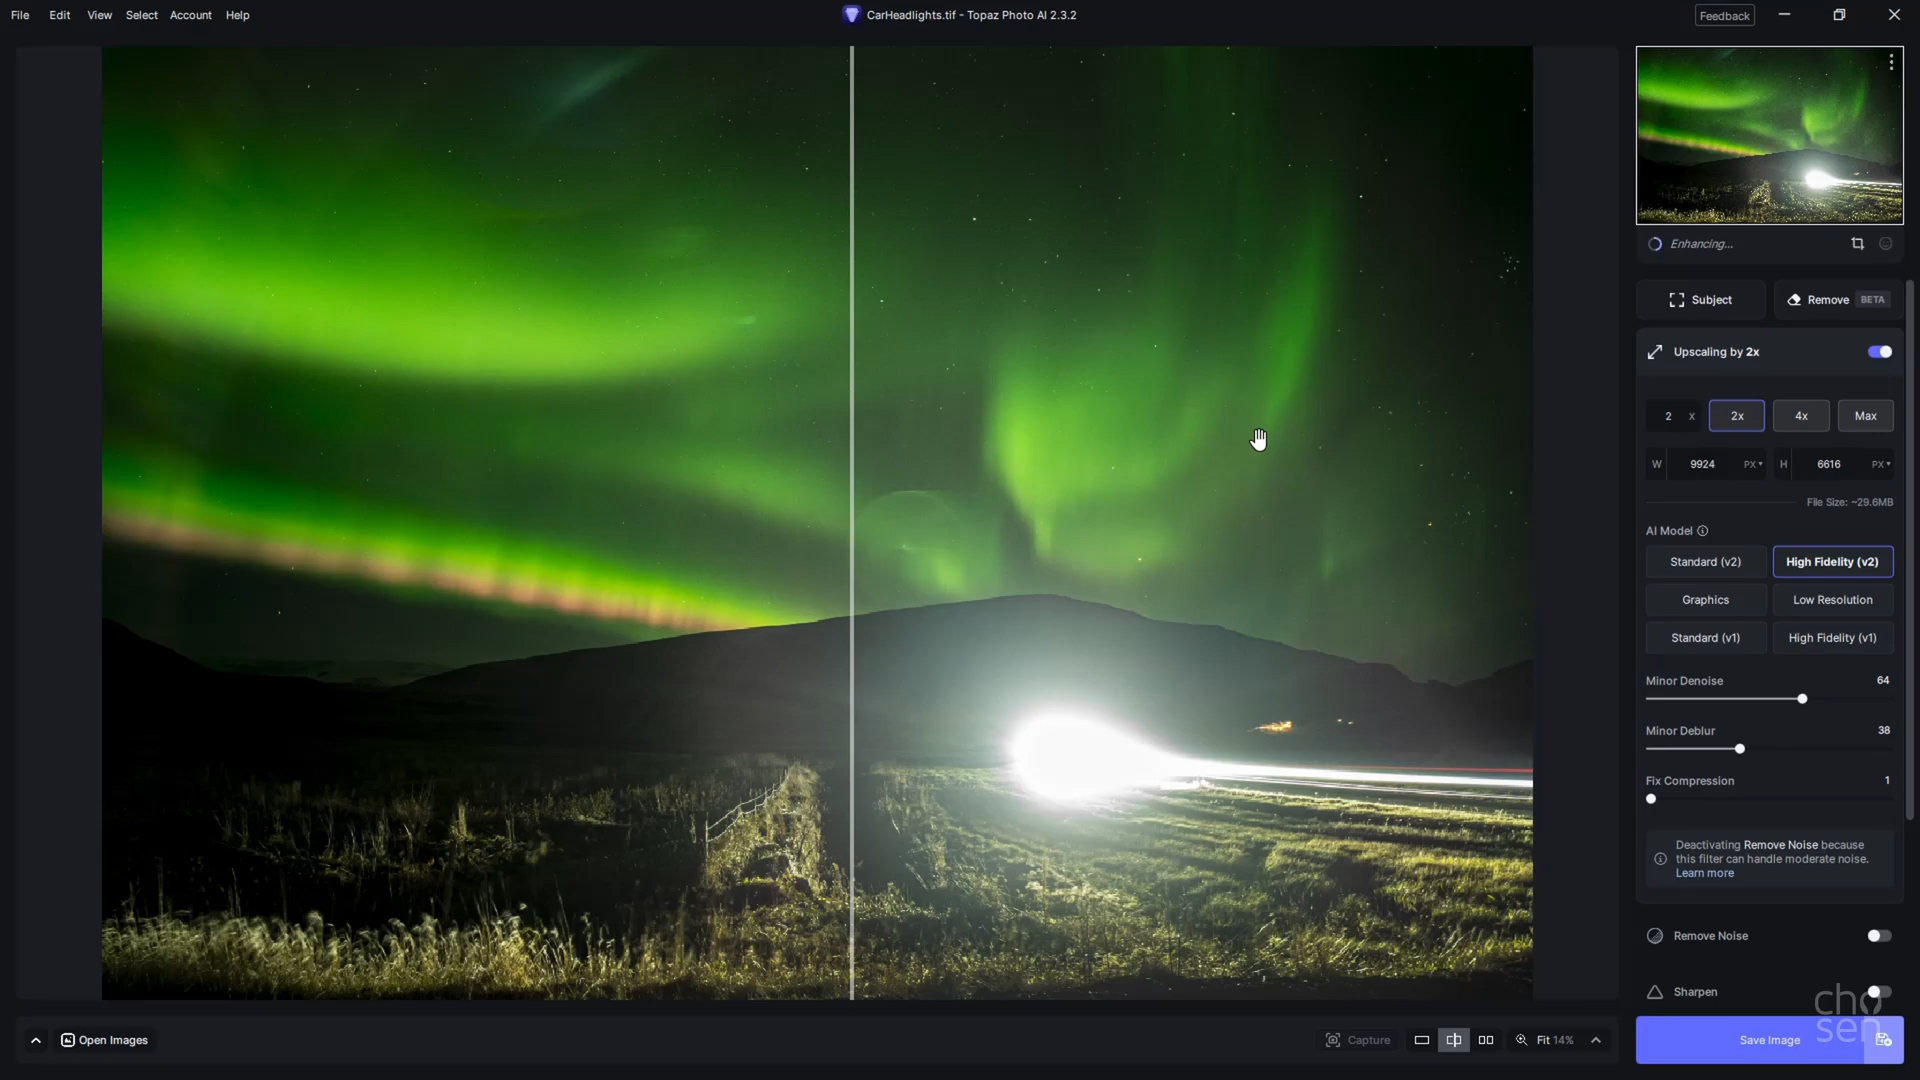 File Edit View Select Account Help
CarHeadlights.tif - Topaz Photo AI 2.3.2
Feedback
Enhancing...
Subject
Remove BETA
Upscaling by 2x
2 x 2x 4x Max
W 9924 PX H 6616 PX
File Size: ~29.6MB
AI Model
Standard (v2) High Fidelity (v2)
Graphics Low Resolution
Standard (v1) High Fidelity (v1)
Minor Denoise 64
Minor Deblur 38
Fix Compression 1
Deactivating Remove Noise because
this filter can handle moderate noise.
Learn more
Remove Noise
Sharpen
chosen
Open Images
Capture
Fit 14%
Save Image